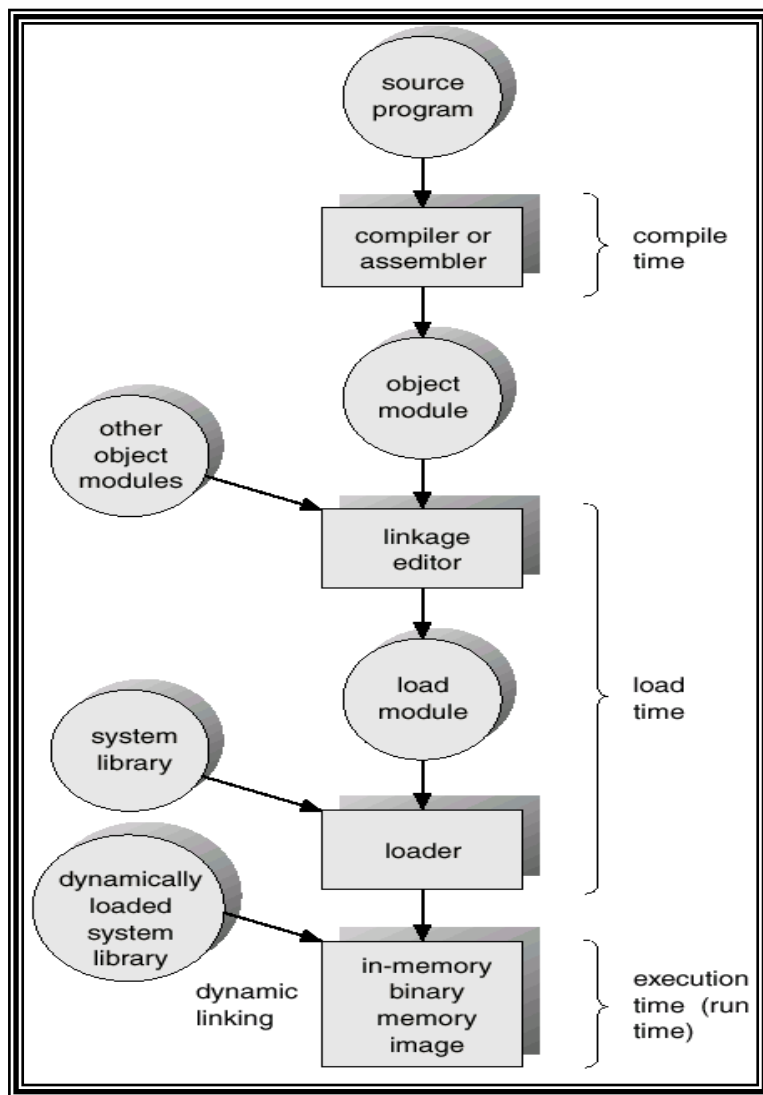 source
program
compiler or
assembler
compile
time
object
module
other
object
modules
linkage
editor
load
module
load
time
system
library
loader
dynamically
loaded
system
library
dynamic
linking
in-memory
binary
memory
image
execution
time (run
time)